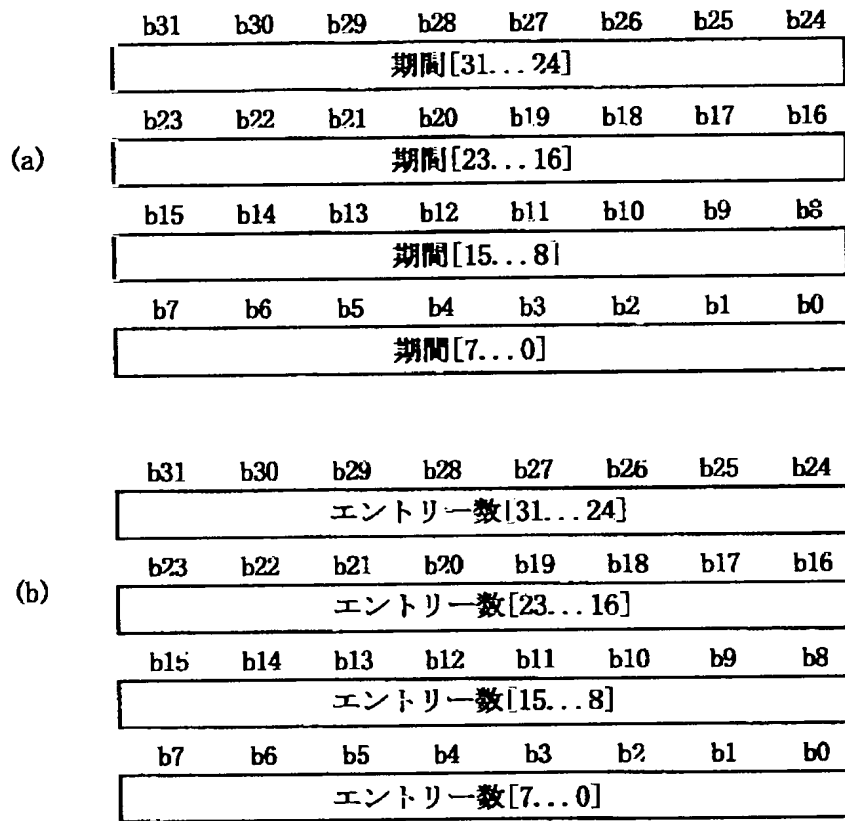 b31 b30 b29 b28 b27 b26 b25 b24
期間[31...24]
b23 b22 b21 b20 b19 b18 b17 b16
(a)
期間[23...16]
b15 b14 b13 b12 b11 b10 b9 b8
期間[15...8]
b7 b6 b5 b4 b3 b2 b1 b0
期間[7...0]
b31 b30 b29 b28 b27 b26 b25 b24
エントリー数[31...24]
b23 b22 b21 b20 b19 b18 b17 b16
(b)
エントリー数[23...16]
b15 b14 b13 b12 b11 b10 b9 b8
エントリー数[15...8]
b7 b6 b5 b4 b3 b2 b1 b0
エントリー数[7...0]